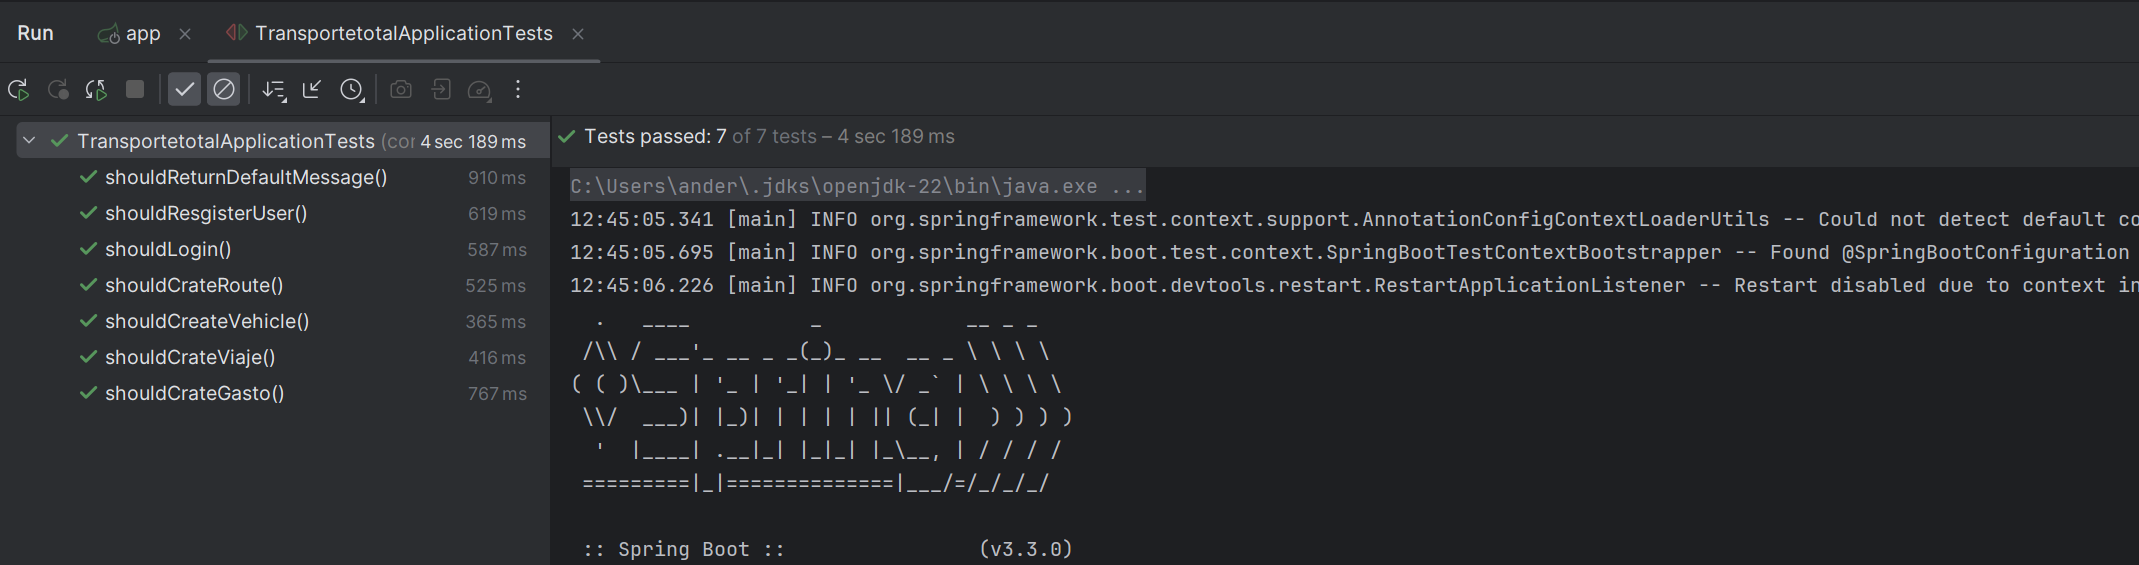 Run app TransportetotalApplicationTests
TransportetotalApplicationTests (cor 4 sec 189 ms
shouldReturnDefaultMessage() 910 ms
shouldResgisterUser() 619 ms
shouldLogin() 587 ms
shouldCrateRoute() 525 ms
shouldCreateVehicle() 365 ms
shouldCrateViaje() 416 ms
shouldCrateGasto() 767 ms
Tests passed: 7 of 7 tests – 4 sec 189 ms
C:\Users\ander\.jdks\openjdk-22\bin\java.exe ...
12:45:05.341 [main] INFO org.springframework.test.context.support.AnnotationConfigContextLoaderUtils -- Could not detect default co
12:45:05.695 [main] INFO org.springframework.boot.test.context.SpringBootTestContextBootstrapper -- Found @SpringBootConfiguration
12:45:06.226 [main] INFO org.springframework.boot.devtools.restart.RestartApplicationListener -- Restart disabled due to context in
  .   ____          _            __ _ _
 /\\ / ___'_ __ _ _(_)_ __  __ _ \ \ \ \
( ( )\___ | '_ | '_| | '_ \/ _` | \ \ \ \
 \\/  ___)| |_)| | | | | || (_| |  ) ) ) )
  '  |____| .__|_| |_|_| |_\__, | / / / /
 =========|_|==============|___/=/_/_/_/
 :: Spring Boot ::                (v3.3.0)